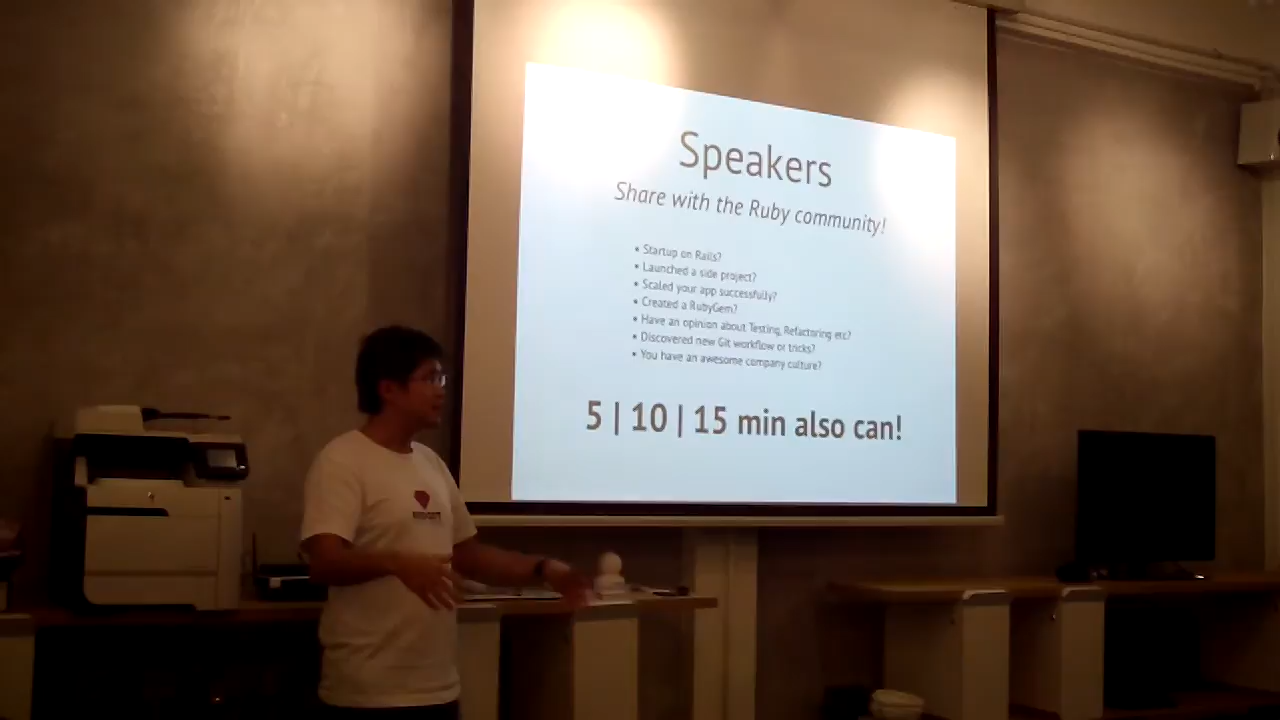 Speakers
Share with the Ruby community!
• Startup on Rails?
• Launched a side project?
• Scaled your app successfully?
• Created a RubyGem?
• Have an opinion about Testing, Refactoring etc?
• Discovered new Git workflow or tricks?
• You have an awesome company culture?
5 | 10 | 15 min also can!